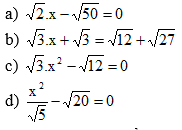 a) √2.x − √50 = 0
b) √3.x + √3 = √12 + √27
c) √3.x² − √12 = 0
d) x²/√5 − √20 = 0